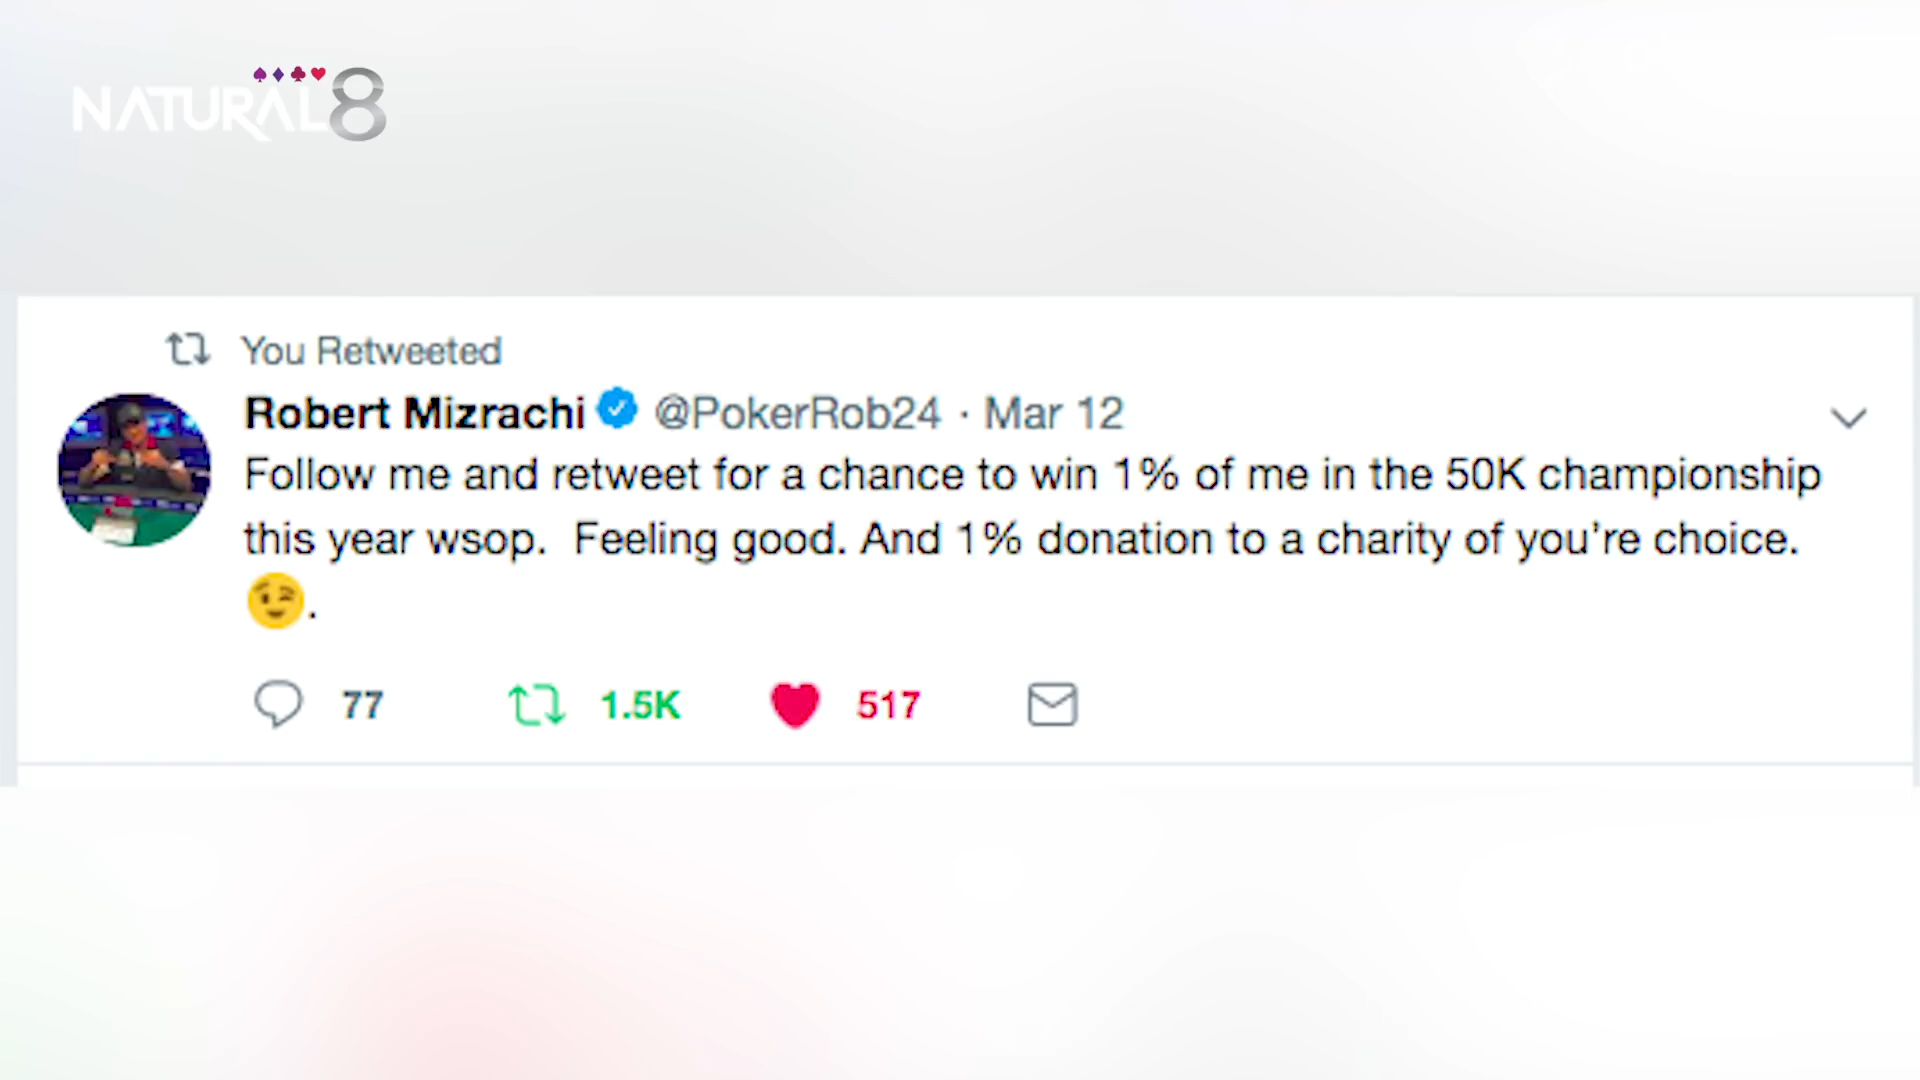 NATURAL8
You Retweeted
Robert Mizrachi @PokerRob24 · Mar 12
Follow me and retweet for a chance to win 1% of me in the 50K championship
this year wsop.  Feeling good. And 1% donation to a charity of you’re choice.
😉.
77 1.5K 517